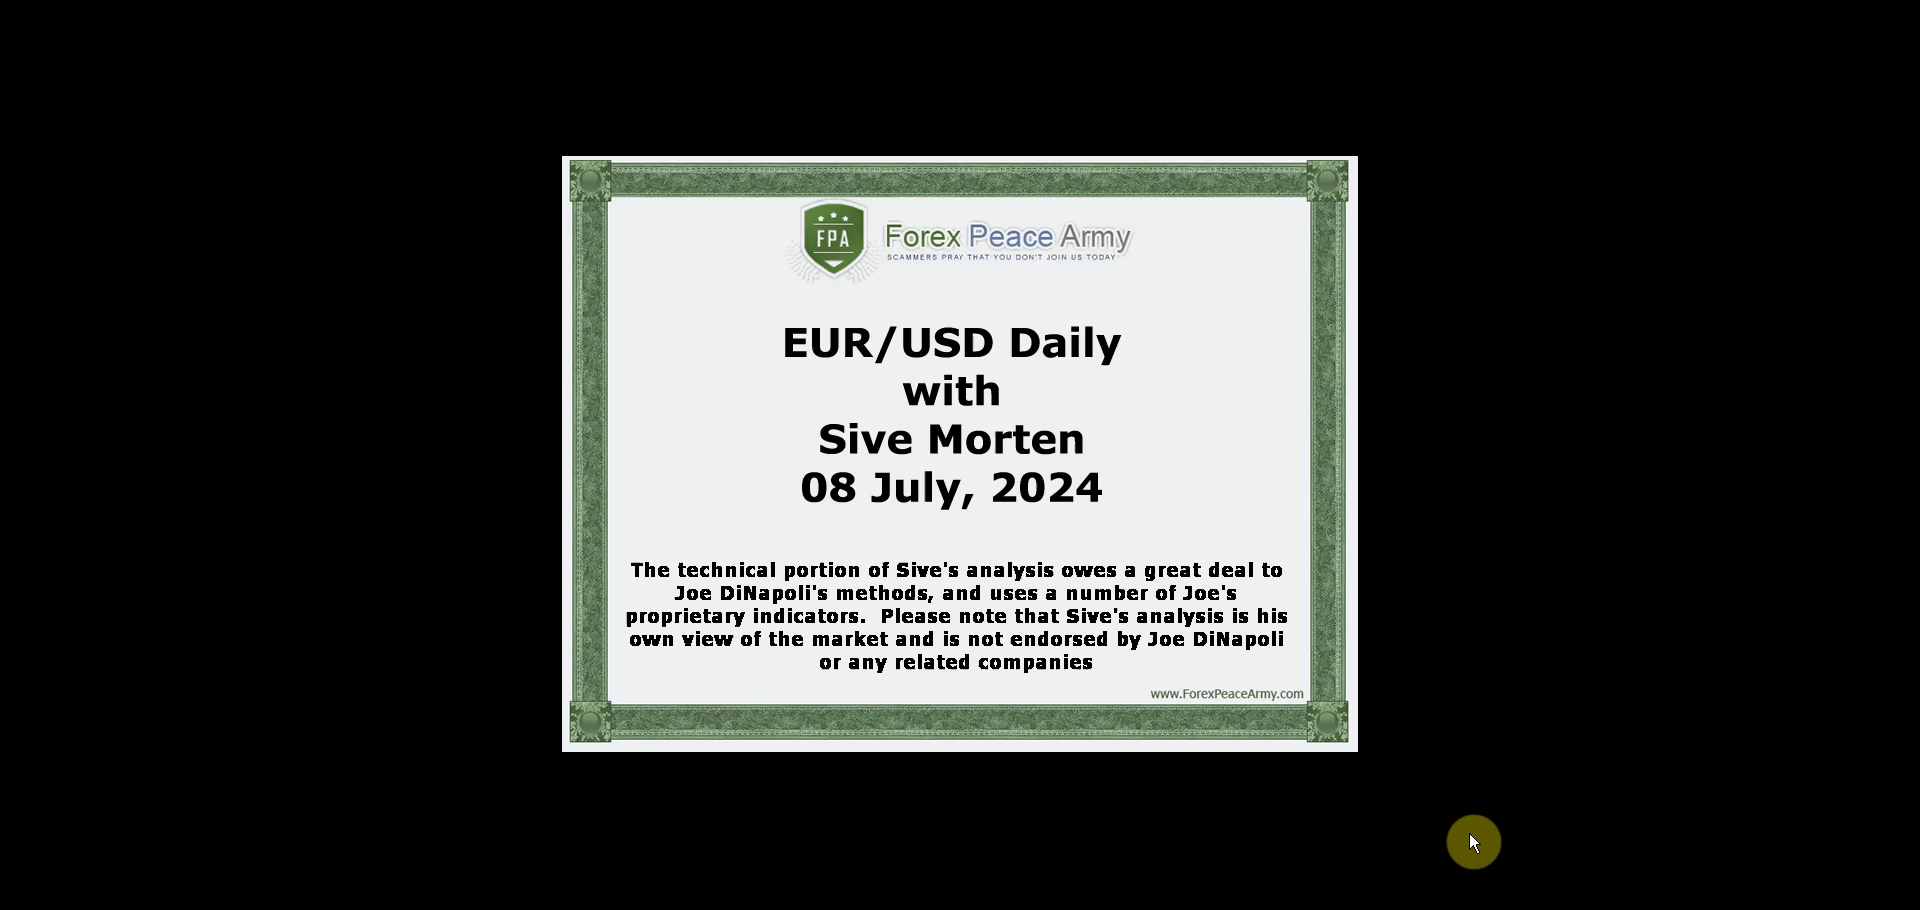 FPA
Forex Peace Army
SCAMMERS PRAY THAT YOU DON'T JOIN US TODAY
EUR/USD Daily
with
Sive Morten
08 July, 2024
The technical portion of Sive's analysis owes a great deal to
Joe DiNapoli's methods, and uses a number of Joe's
proprietary indicators.  Please note that Sive's analysis is his
own view of the market and is not endorsed by Joe DiNapoli
or any related companies
www.ForexPeaceArmy.com